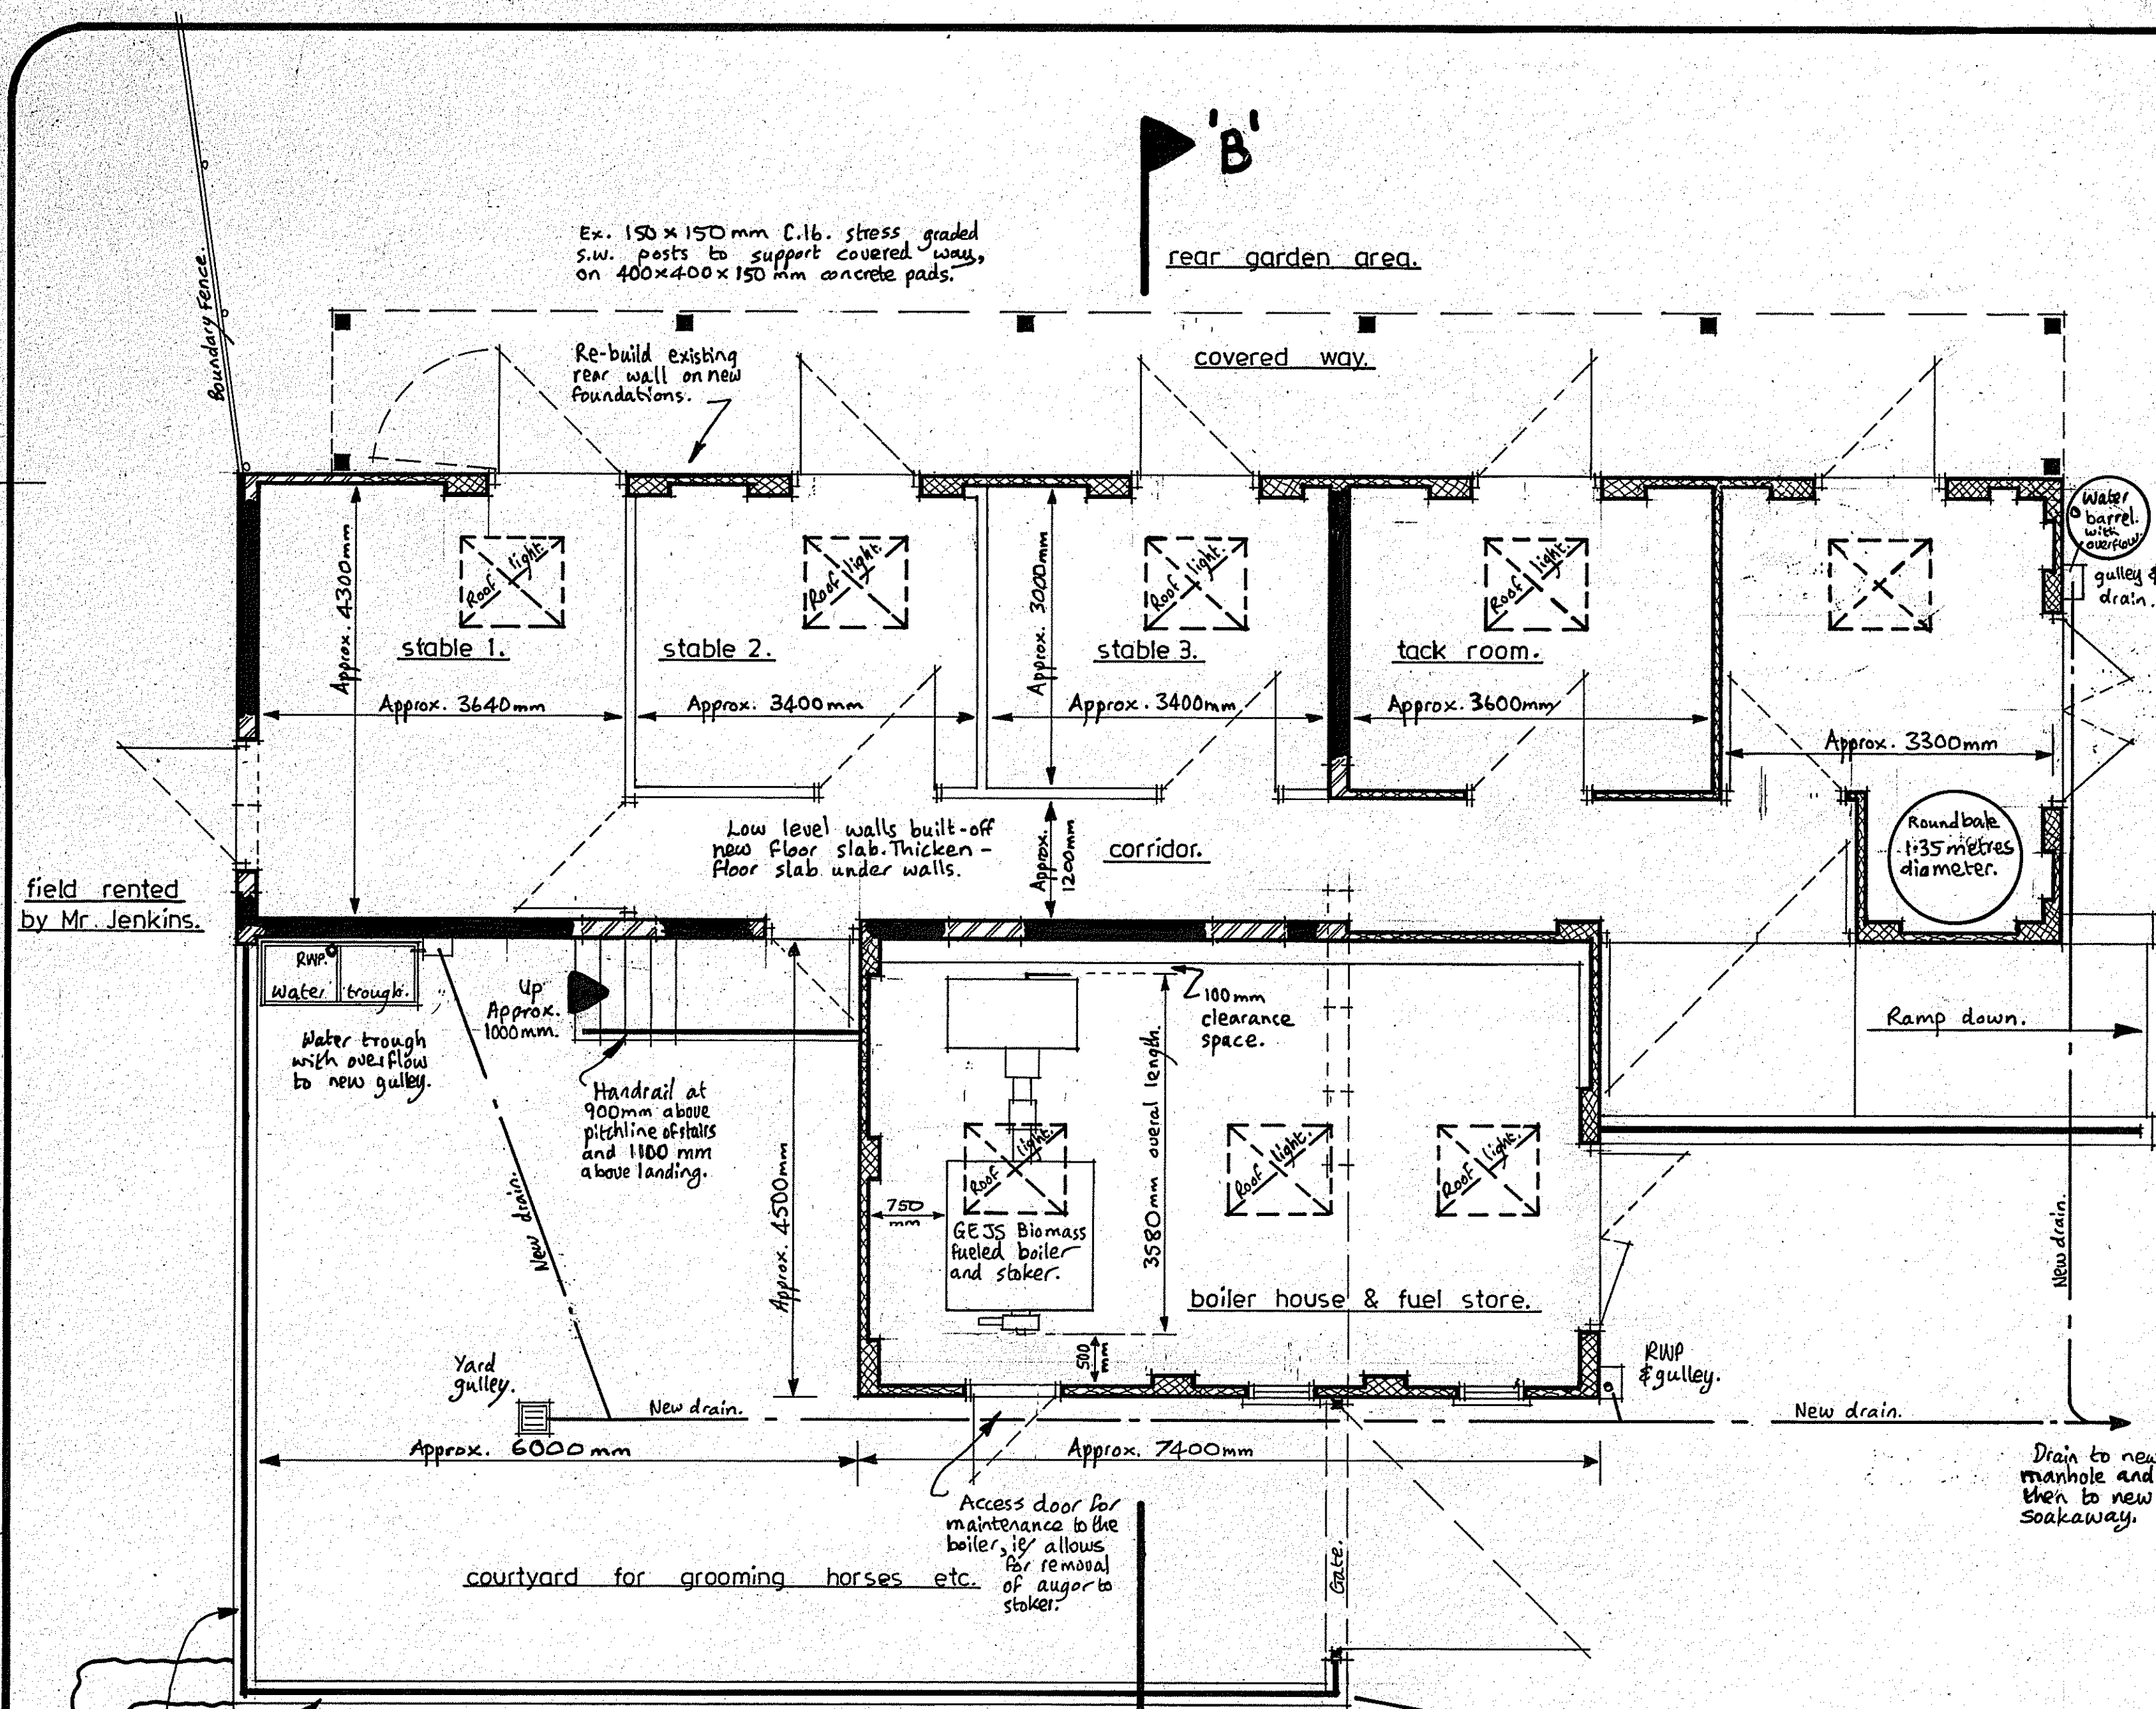 'B'
Ex. 150 x 150 mm C.lb. stress graded
s.w. posts to support covered way,
on 400x400 x 150 mm concrete pads.
rear garden area.
Boundary Fence.
Re-build existing
rear wall on new
foundations.
covered way.
Water
barrel.
with
overflow.
gulley &
drain.
Roof light.
Roof light.
Roof light.
Roof light.
Approx. 4300mm
Approx. 3000mm
stable 1.
stable 2.
stable 3.
tack room.
Approx. 3640mm
Approx. 3400mm
Approx. 3400mm
Approx. 3600mm
Approx. 3300mm
Low level walls built-off
new floor slab. Thicken -
floor slab under walls.
Approx.
1200mm
corridor.
Round bale
1.35 metres
diameter.
field rented
by Mr. Jenkins.
RWP.
Water trough.
Up
Approx.
1000mm.
100mm
clearance
space.
Ramp down.
Water trough
with overflow
to new gulley.
Handrail at
900mm above
pitchline of stairs
and 1100 mm
above landing.
New drain.
Approx. 4500mm
3580mm overal length.
Roof light.
Roof light.
Roof light.
750
mm
GEJS Biomass
fueled boiler
and stoker.
New drain.
boiler house & fuel store.
500
mm
Yard
gulley.
RWP
& gulley.
New drain.
New drain.
Approx. 6000mm
Approx. 7400mm
Drain to new
manhole and
then to new
soakaway.
Access door for
maintenance to the
boiler, ie/ allows
for removal
of augor to
stoker.
Gate.
courtyard for grooming horses etc.